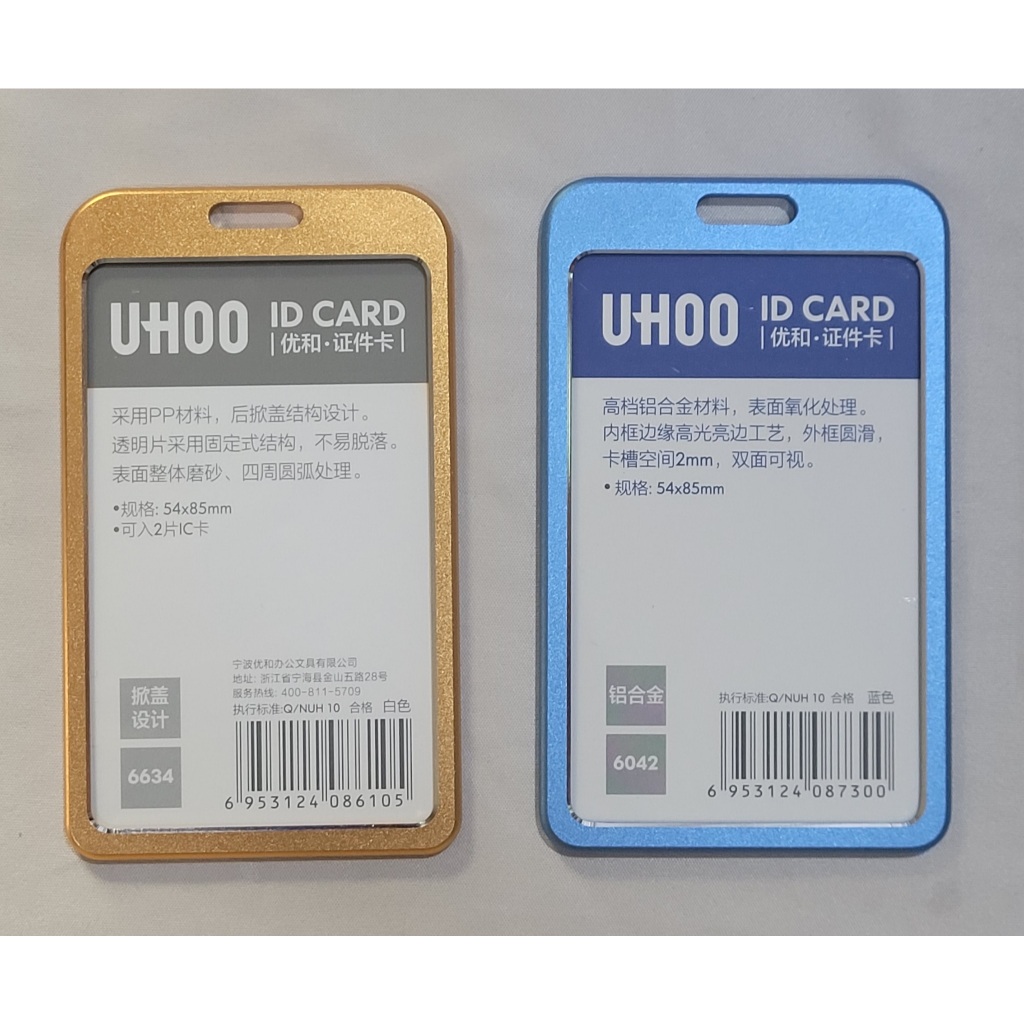 UHOO ID CARD
|优和·证件卡|
采用PP材料，后掀盖结构设计。
透明片采用固定式结构，不易脱落。
表面整体磨砂、四周圆弧处理。
•规格: 54x85mm
•可入2片IC卡
宁波优和办公文具有限公司
地址: 浙江省宁海县金山五路28号
服务热线: 400-811-5709
执行标准:Q/NUH 10 合格 白色
掀盖
设计
6634
6 953124 086105
UHOO ID CARD
|优和·证件卡|
高档铝合金材料，表面氧化处理。
内框边缘高光亮边工艺，外框圆滑，
卡槽空间2mm，双面可视。
•规格: 54x85mm
铝合金
执行标准:Q/NUH 10 合格 蓝色
6042
6 953124 087300